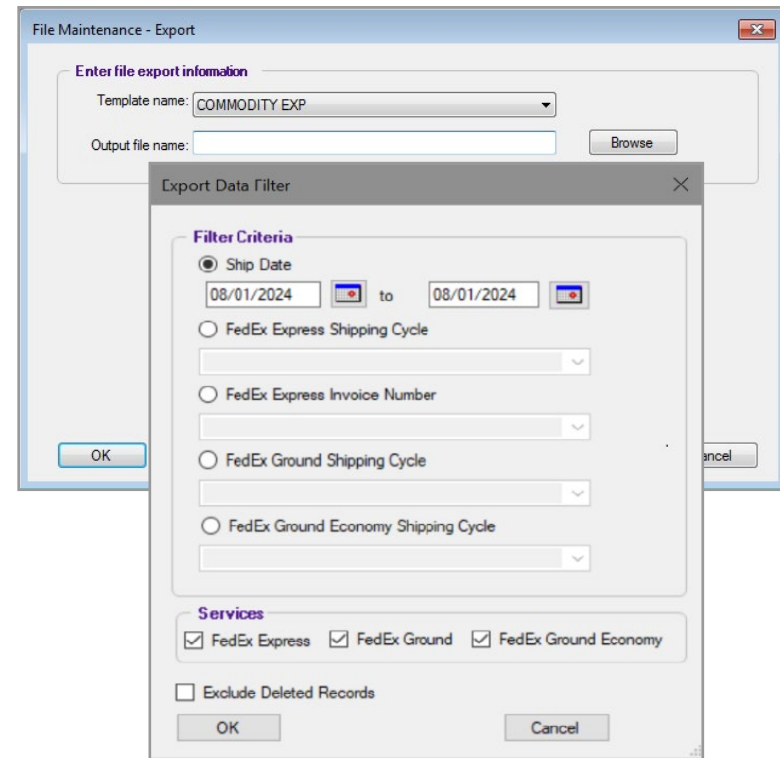 File Maintenance - Export
Enter file export information
Template name: COMMODITY EXP
Output file name: Browse
Export Data Filter
Filter Criteria
Ship Date
08/01/2024 to 08/01/2024
FedEx Express Shipping Cycle
FedEx Express Invoice Number
FedEx Ground Shipping Cycle
OK ancel
FedEx Ground Economy Shipping Cycle
Services
FedEx Express FedEx Ground FedEx Ground Economy
Exclude Deleted Records
OK Cancel